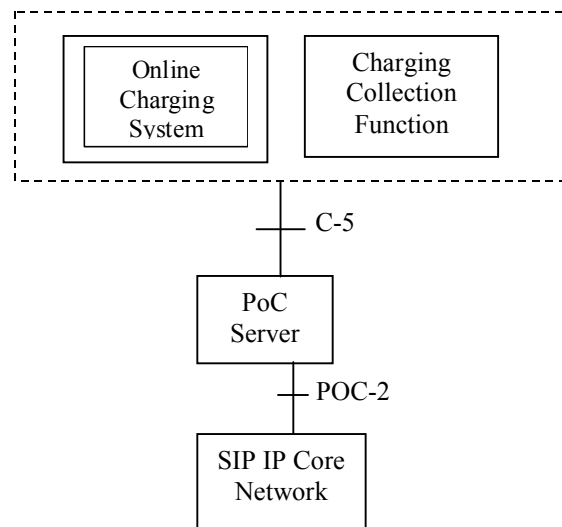 Online
Charging
System
Charging
Collection
Function
C-5
PoC
Server
POC-2
SIP IP Core
Network